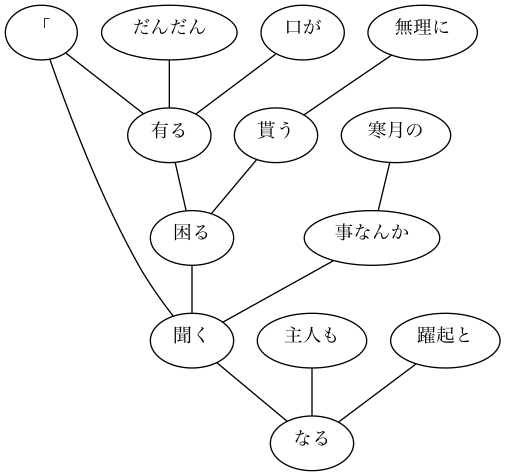 「 だんだん 口が 無理に
有る 貰う 寒月の
困る 事なんか
聞く 主人も 躍起と
なる